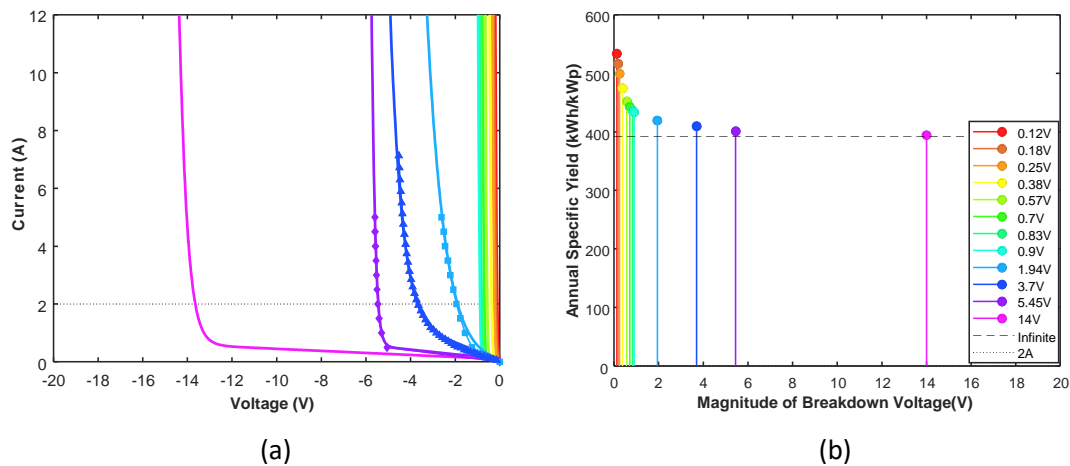 12
10
8
6
4
2
0
Current (A)
-20 -18 -16 -14 -12 -10 -8 -6 -4 -2 0
Voltage (V)
(a)
600
500
400
300
200
100
0
Annual Specific Yield (kWh/kWp)
0 2 4 6 8 10 12 14 16 18 20
Magnitude of Breakdown Voltage(V)
0.12V
0.18V
0.25V
0.38V
0.57V
0.7V
0.83V
0.9V
1.94V
3.7V
5.45V
14V
Infinite
2A
(b)